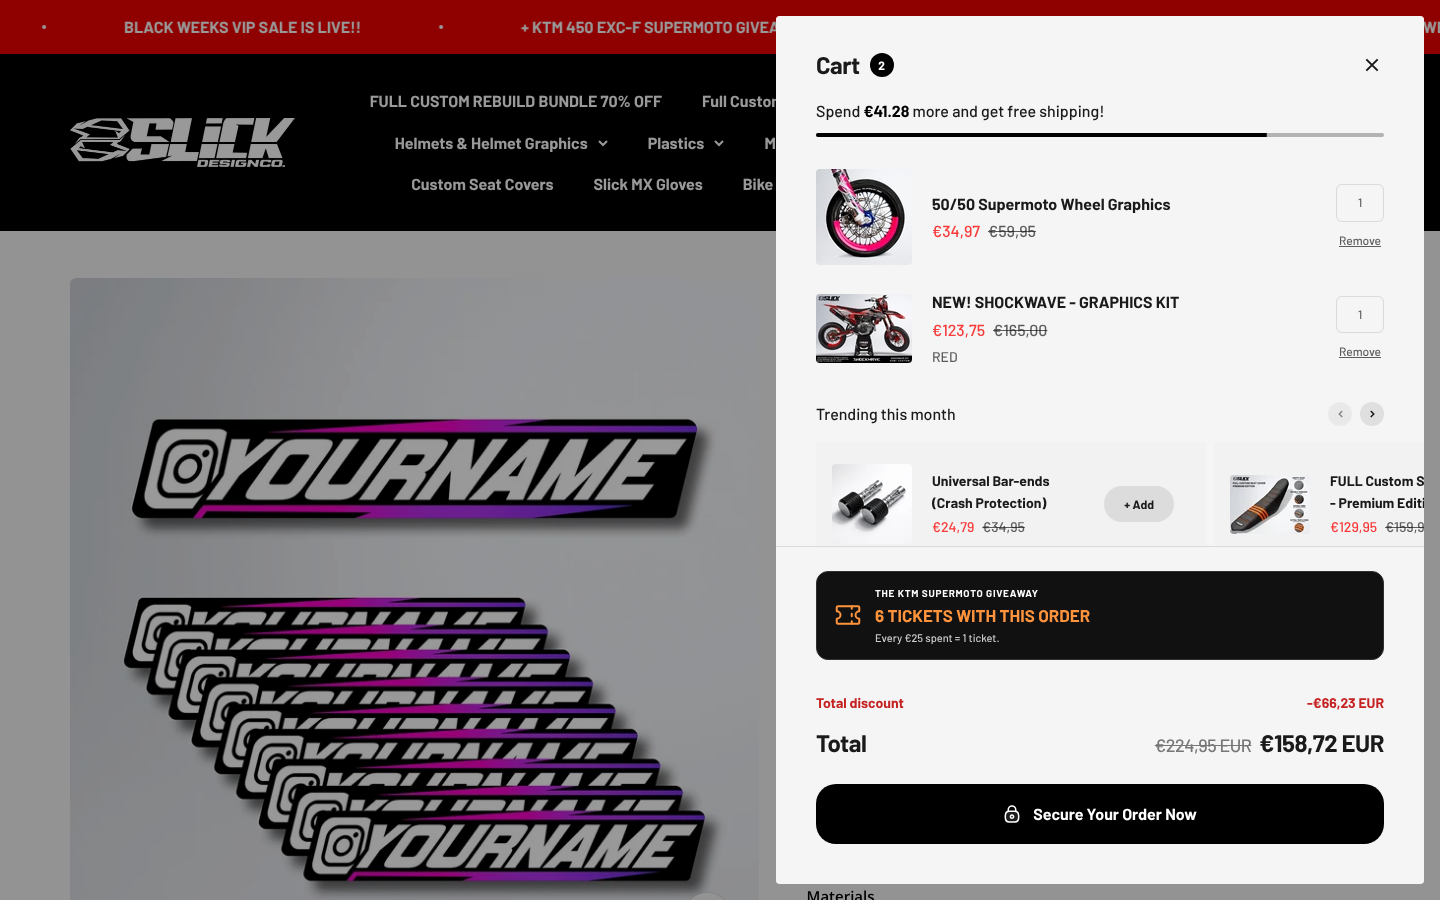 BLACK WEEKS VIP SALE IS LIVE!!
+ KTM 450 EXC-F SUPERMOTO GIVEA
SLICK
DESIGNCO.
FULL CUSTOM REBUILD BUNDLE 70% OFF
Full Custom
Helmets & Helmet Graphics
Plastics
M
Custom Seat Covers
Slick MX Gloves
Bike
@YOURNAME
YOURNAME
Materials
Cart 2
Spend €41.28 more and get free shipping!
50/50 Supermoto Wheel Graphics
€34,97 €59,95
1
Remove
NEW! SHOCKWAVE - GRAPHICS KIT
€123,75 €165,00
RED
1
Remove
Trending this month
Universal Bar-ends
(Crash Protection)
€24,79 €34,95
+ Add
FULL Custom S
- Premium Editi
€129,95 €159,9
THE KTM SUPERMOTO GIVEAWAY
6 TICKETS WITH THIS ORDER
Every €25 spent = 1 ticket.
Total discount
-€66,23 EUR
Total
€224,95 EUR €158,72 EUR
Secure Your Order Now